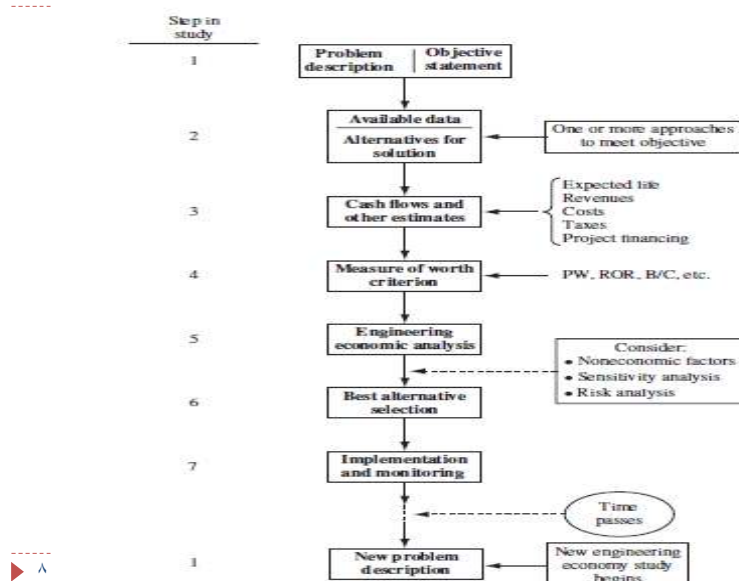 Step in
study
1
Problem
description
Objective
statement
2
Available data
Alternatives for
solution
One or more approaches
to meet objective
3
Cash flows and
other estimates
Expected life
Revenues
Costs
Taxes
Project financing
4
Measure of worth
criterion
PW, ROR, B/C, etc.
5
Engineering
economic analysis
Consider:
• Noneconomic factors
• Sensitivity analysis
• Risk analysis
6
Best alternative
selection
7
Implementation
and monitoring
Time
passes
1
New problem
description
New engineering
economy study
begins
٨